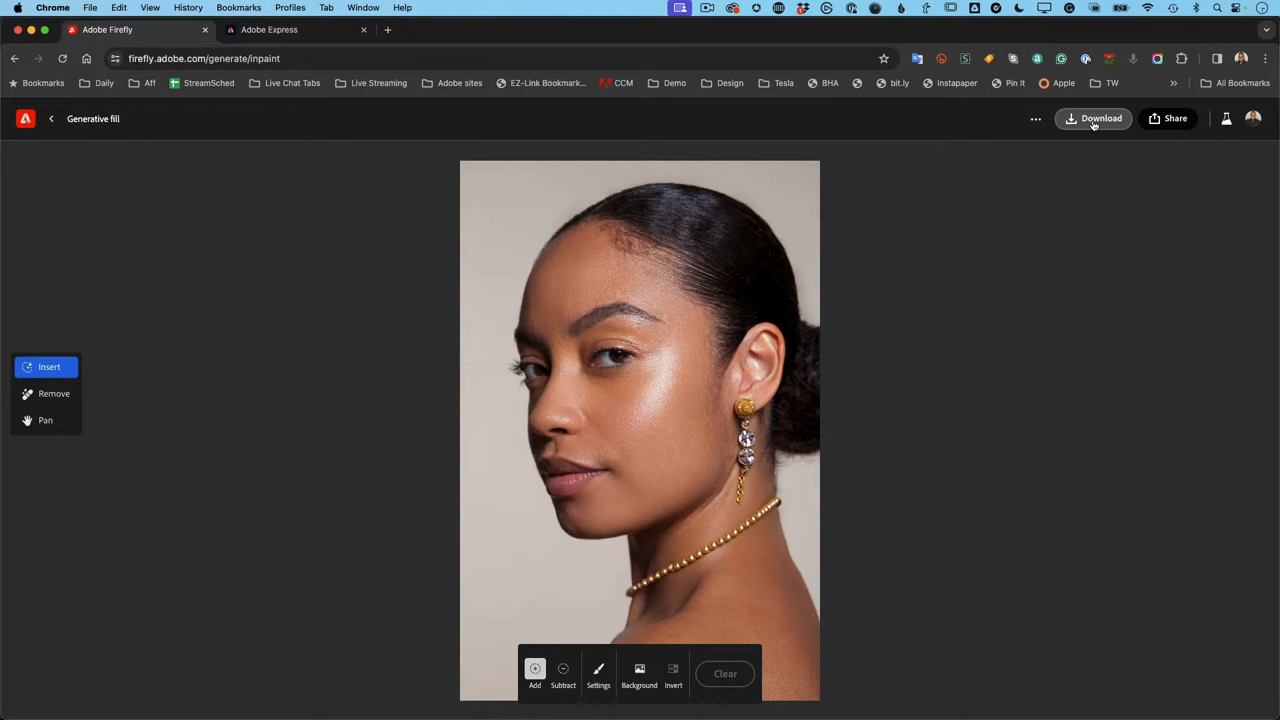 Chrome File Edit View History Bookmarks Profiles Tab Window Help
Adobe Firefly Adobe Express
firefly.adobe.com/generate/inpaint
Bookmarks Daily Aff StreamSched Live Chat Tabs Live Streaming Adobe sites EZ-Link Bookmark... CCM Demo Design Tesla BHA bit.ly Instapaper Pin It Apple TW » All Bookmarks
Generative fill ... Download Share
Insert
Remove
Pan
Add Subtract Settings Background Invert Clear